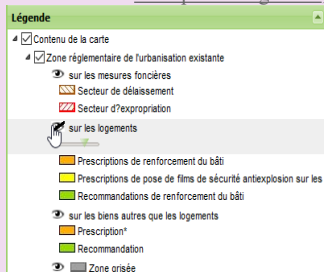 Légende
Contenu de la carte
Zone règlementaire de l'urbanisation existante
sur les mesures foncières
Secteur de délaissement
Secteur d?expropriation
sur les logements
Prescriptions de renforcement du bâti
Prescriptions de pose de films de sécurité antiexplosion sur les
Recommandations de renforcement du bâti
sur les biens autres que les logements
Prescription*
Recommandation
Zone grisée